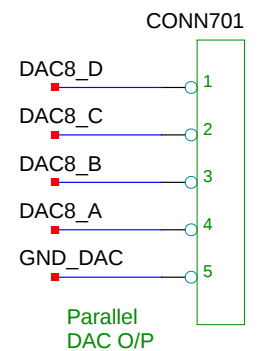 CONN701
DAC8_D
1
DAC8_C
2
DAC8_B
3
DAC8_A
4
GND_DAC
5
Parallel
DAC O/P